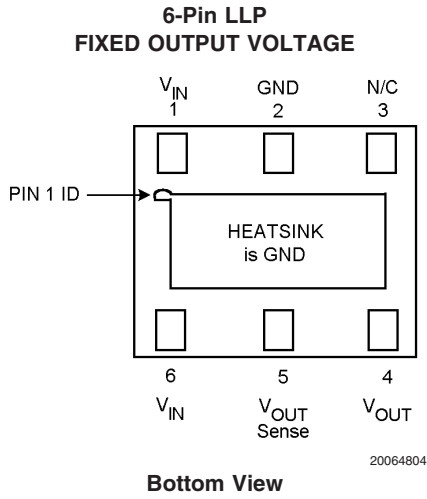 6-Pin LLP
FIXED OUTPUT VOLTAGE
VIN GND N/C
1 2 3
PIN 1 ID
HEATSINK
is GND
6 5 4
VIN VOUT VOUT
Sense
20064804
Bottom View